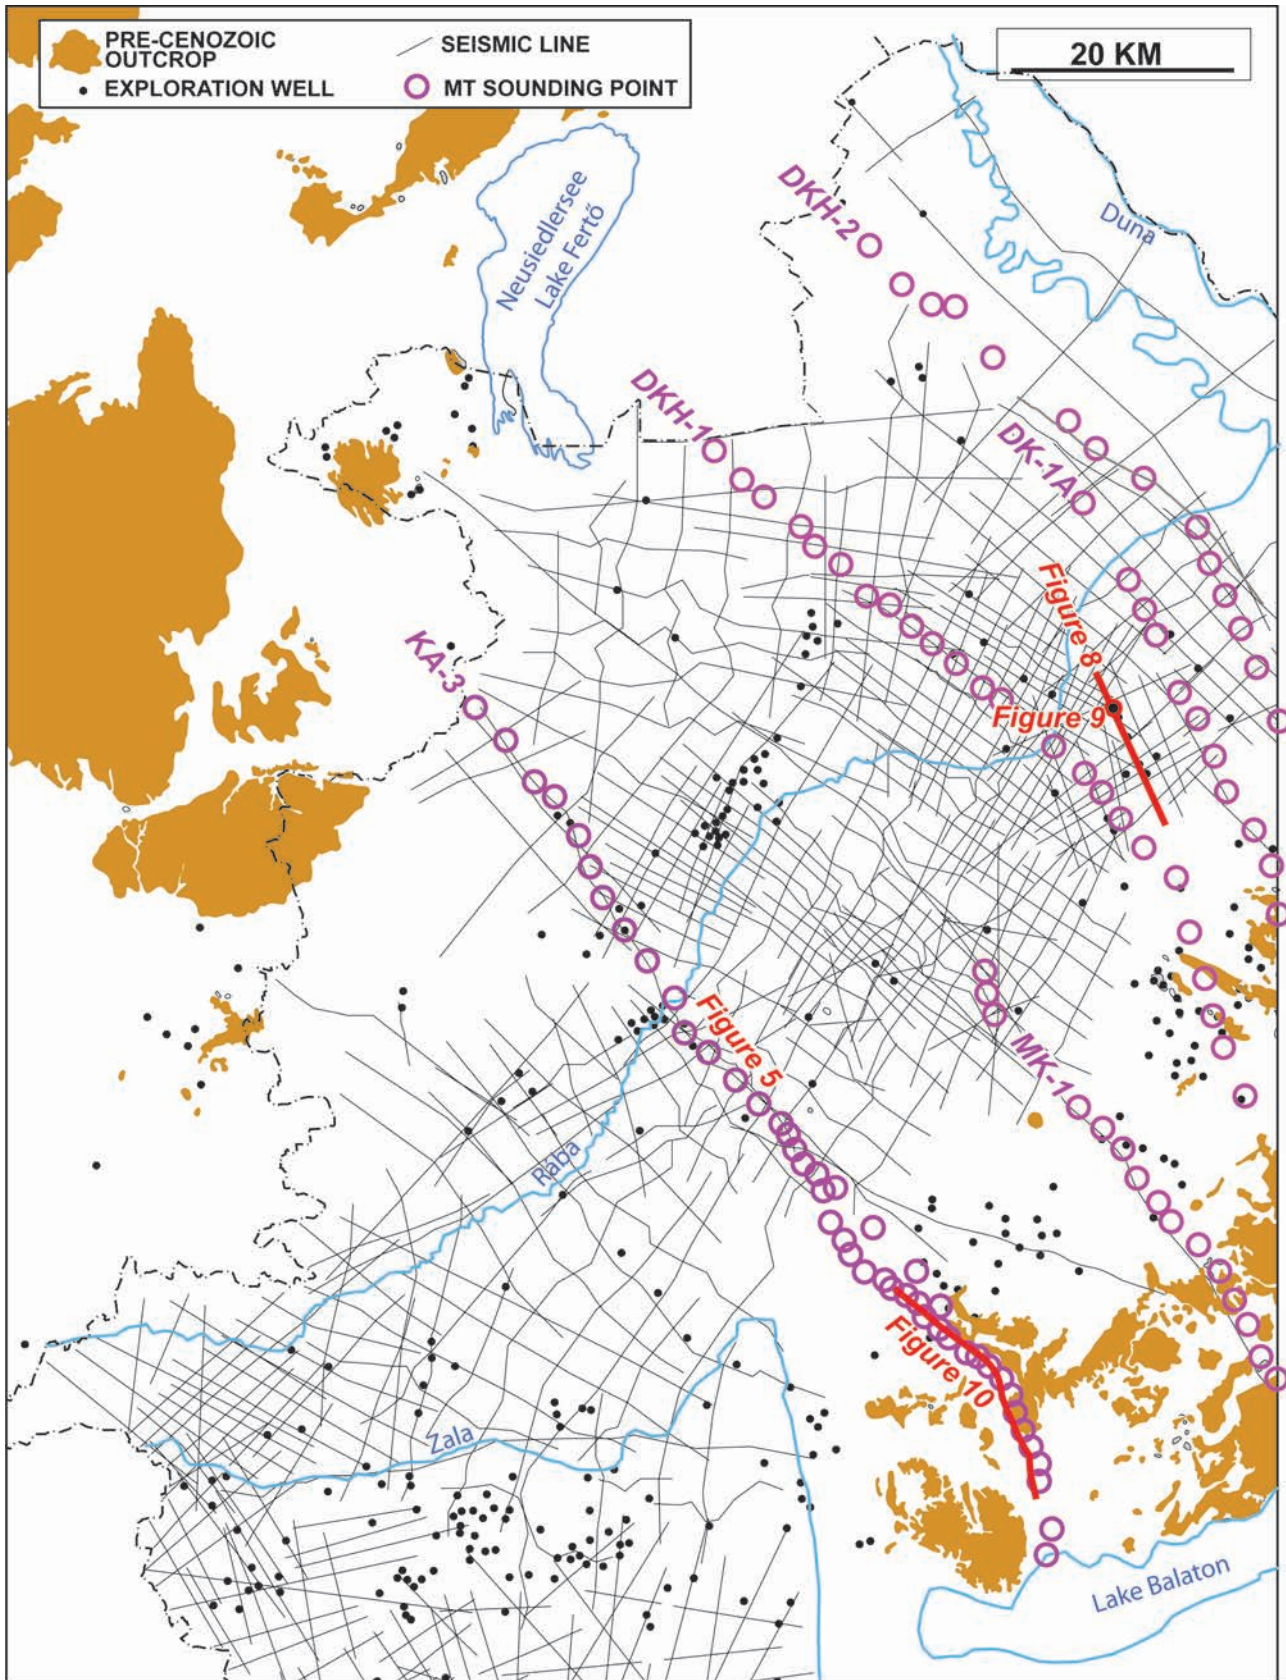 PRE-CENOZOIC
OUTCROP
EXPLORATION WELL
SEISMIC LINE
MT SOUNDING POINT
20 KM
Neusiedlersee
Lake Fertő
DKH-2
Duna
DKH-1
DK-1A
Figure 8
KA-3
Figure 9
Figure 5
MK-1
Rába
Figure 10
Zala
Lake Balaton